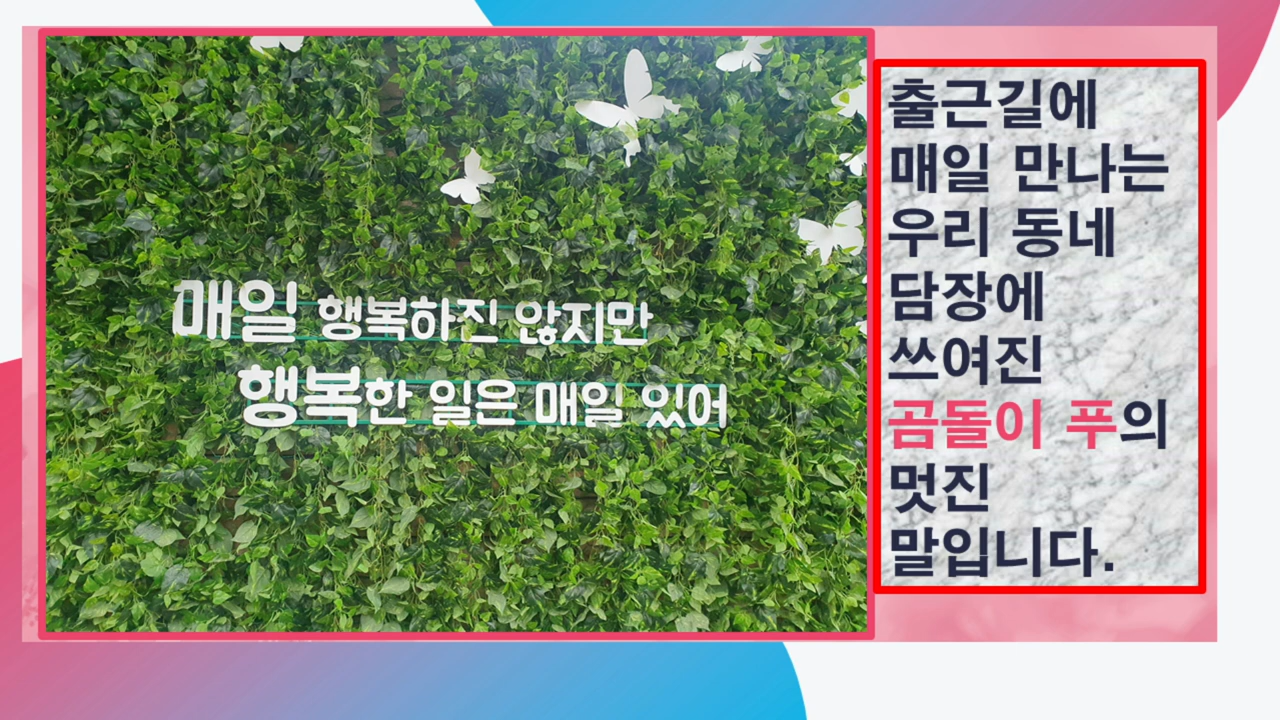 매일 행복하진 않지만
행복한 일은 매일 있어
출근길에
매일 만나는
우리 동네
담장에
쓰여진
곰돌이 푸의
멋진
말입니다.